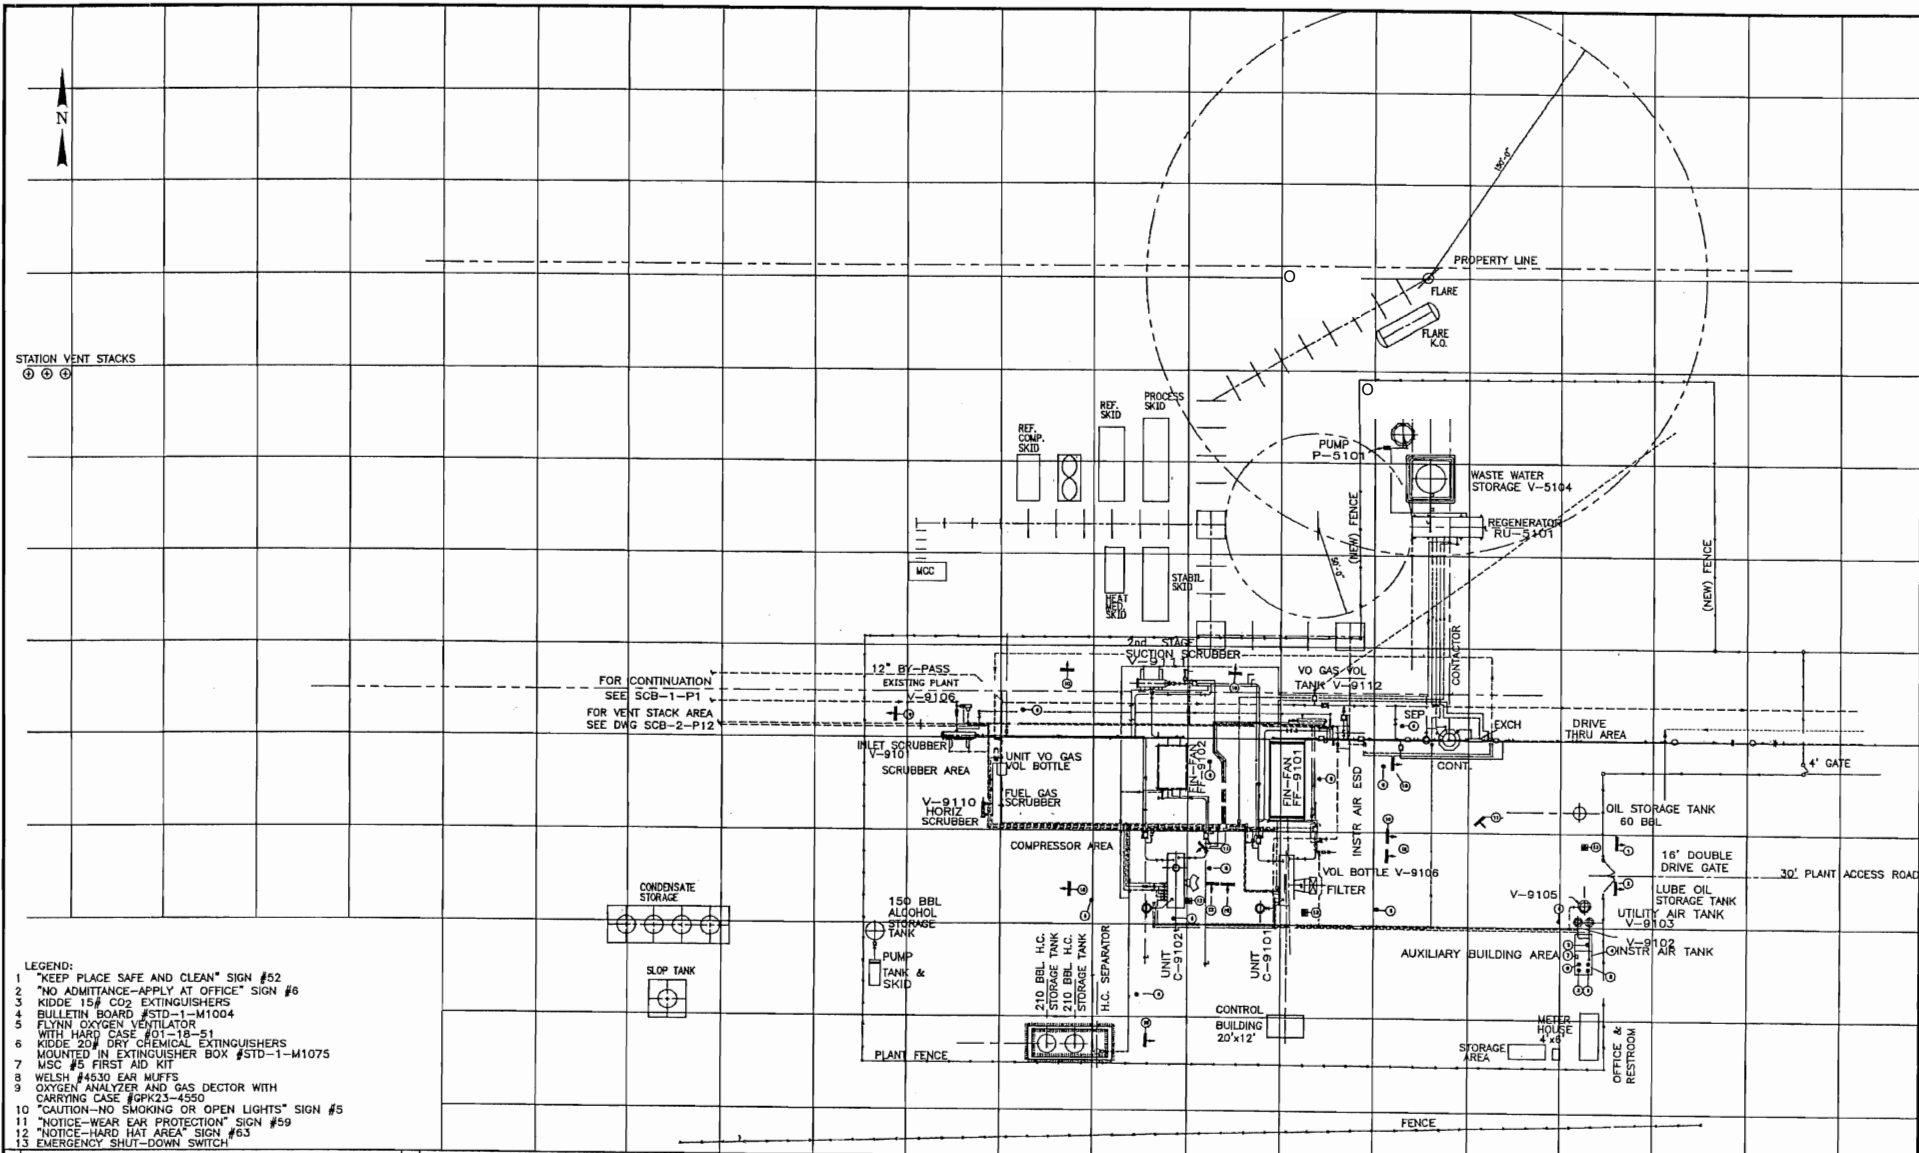 N
150'-0"
PROPERTY LINE
FLARE
FLARE
K.O.
STATION VENT STACKS
REF.
COMP.
SKID
REF.
SKID
PROCESS
SKID
PUMP
P-5101
WASTE WATER
STORAGE V-5104
REGENERATOR
RU-5101
(NEW) FENCE
(NEW) FENCE
MCC
HEAT
MED.
SKID
STABIL
SKID
CONTACTOR
2nd. STAGE
SUCTION SCRUBBER
V-9111
12" BY-PASS
EXISTING PLANT
V-9106
FOR CONTINUATION
SEE SCB-1-P1
FOR VENT STACK AREA
SEE DWG SCB-2-P12
VO GAS VOL
TANK V-9112
SEP
EXCH
DRIVE
THRU AREA
INLET SCRUBBER
V-9101
SCRUBBER AREA
UNIT VO GAS
VOL BOTTLE
FIN-FAN
FF-9102
FIN-FAN
FF-9101
CONT.
4' GATE
V-9110
HORIZ
SCRUBBER
FUEL GAS
SCRUBBER
INSTR AIR ESD
OIL STORAGE TANK
60 BBL
COMPRESSOR AREA
16' DOUBLE
DRIVE GATE
30' PLANT ACCESS ROAD
VOL BOTTLE V-9106
FILTER
CONDENSATE
STORAGE
150 BBL
ALCOHOL
STORAGE
TANK
V-9105
LUBE OIL
STORAGE TANK
UTILITY AIR TANK
V-9103
V-9102
INSTR AIR TANK
AUXILIARY BUILDING AREA
PUMP
TANK &
SKID
SLOP TANK
210 BBL H.C.
STORAGE TANK
210 BBL H.C.
STORAGE TANK
H.C. SEPARATOR
UNIT
C-9102
UNIT
C-9101
CONTROL
BUILDING
20'x12'
METER
HOUSE
4'x6'
STORAGE
AREA
OFFICE &
RESTROOM
PLANT FENCE
FENCE
LEGEND:
1 "KEEP PLACE SAFE AND CLEAN" SIGN #52
2 "NO ADMITTANCE-APPLY AT OFFICE" SIGN #6
3 KIDDE 15# CO2 EXTINGUISHERS
4 BULLETIN BOARD #STD-1-M1004
5 FLYNN OXYGEN VENTILATOR
WITH HARD CASE #01-18-51
6 KIDDE 20# DRY CHEMICAL EXTINGUISHERS
MOUNTED IN EXTINGUISHER BOX #STD-1-M1075
7 MSC #5 FIRST AID KIT
8 WELSH #4530 EAR MUFFS
9 OXYGEN ANALYZER AND GAS DECTOR WITH
CARRYING CASE #GPK23-4550
10 "CAUTION-NO SMOKING OR OPEN LIGHTS" SIGN #5
11 "NOTICE-WEAR EAR PROTECTION" SIGN #59
12 "NOTICE-HARD HAT AREA" SIGN #63
13 EMERGENCY SHUT-DOWN SWITCH